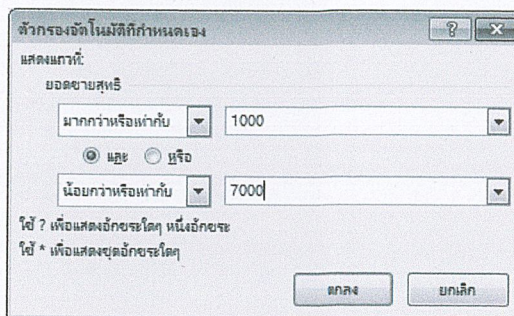 ตัวกรองอัตโนมัติที่กำหนดเอง
แสดงแถวที่:
ยอดขายสุทธิ
มากกว่าหรือเท่ากับ 1000
และ หรือ
น้อยกว่าหรือเท่ากับ 7000
ใช้ ? เพื่อแสดงอักขระใดๆ หนึ่งอักขระ
ใช้ * เพื่อแสดงชุดอักขระใดๆ
ตกลง ยกเลิก